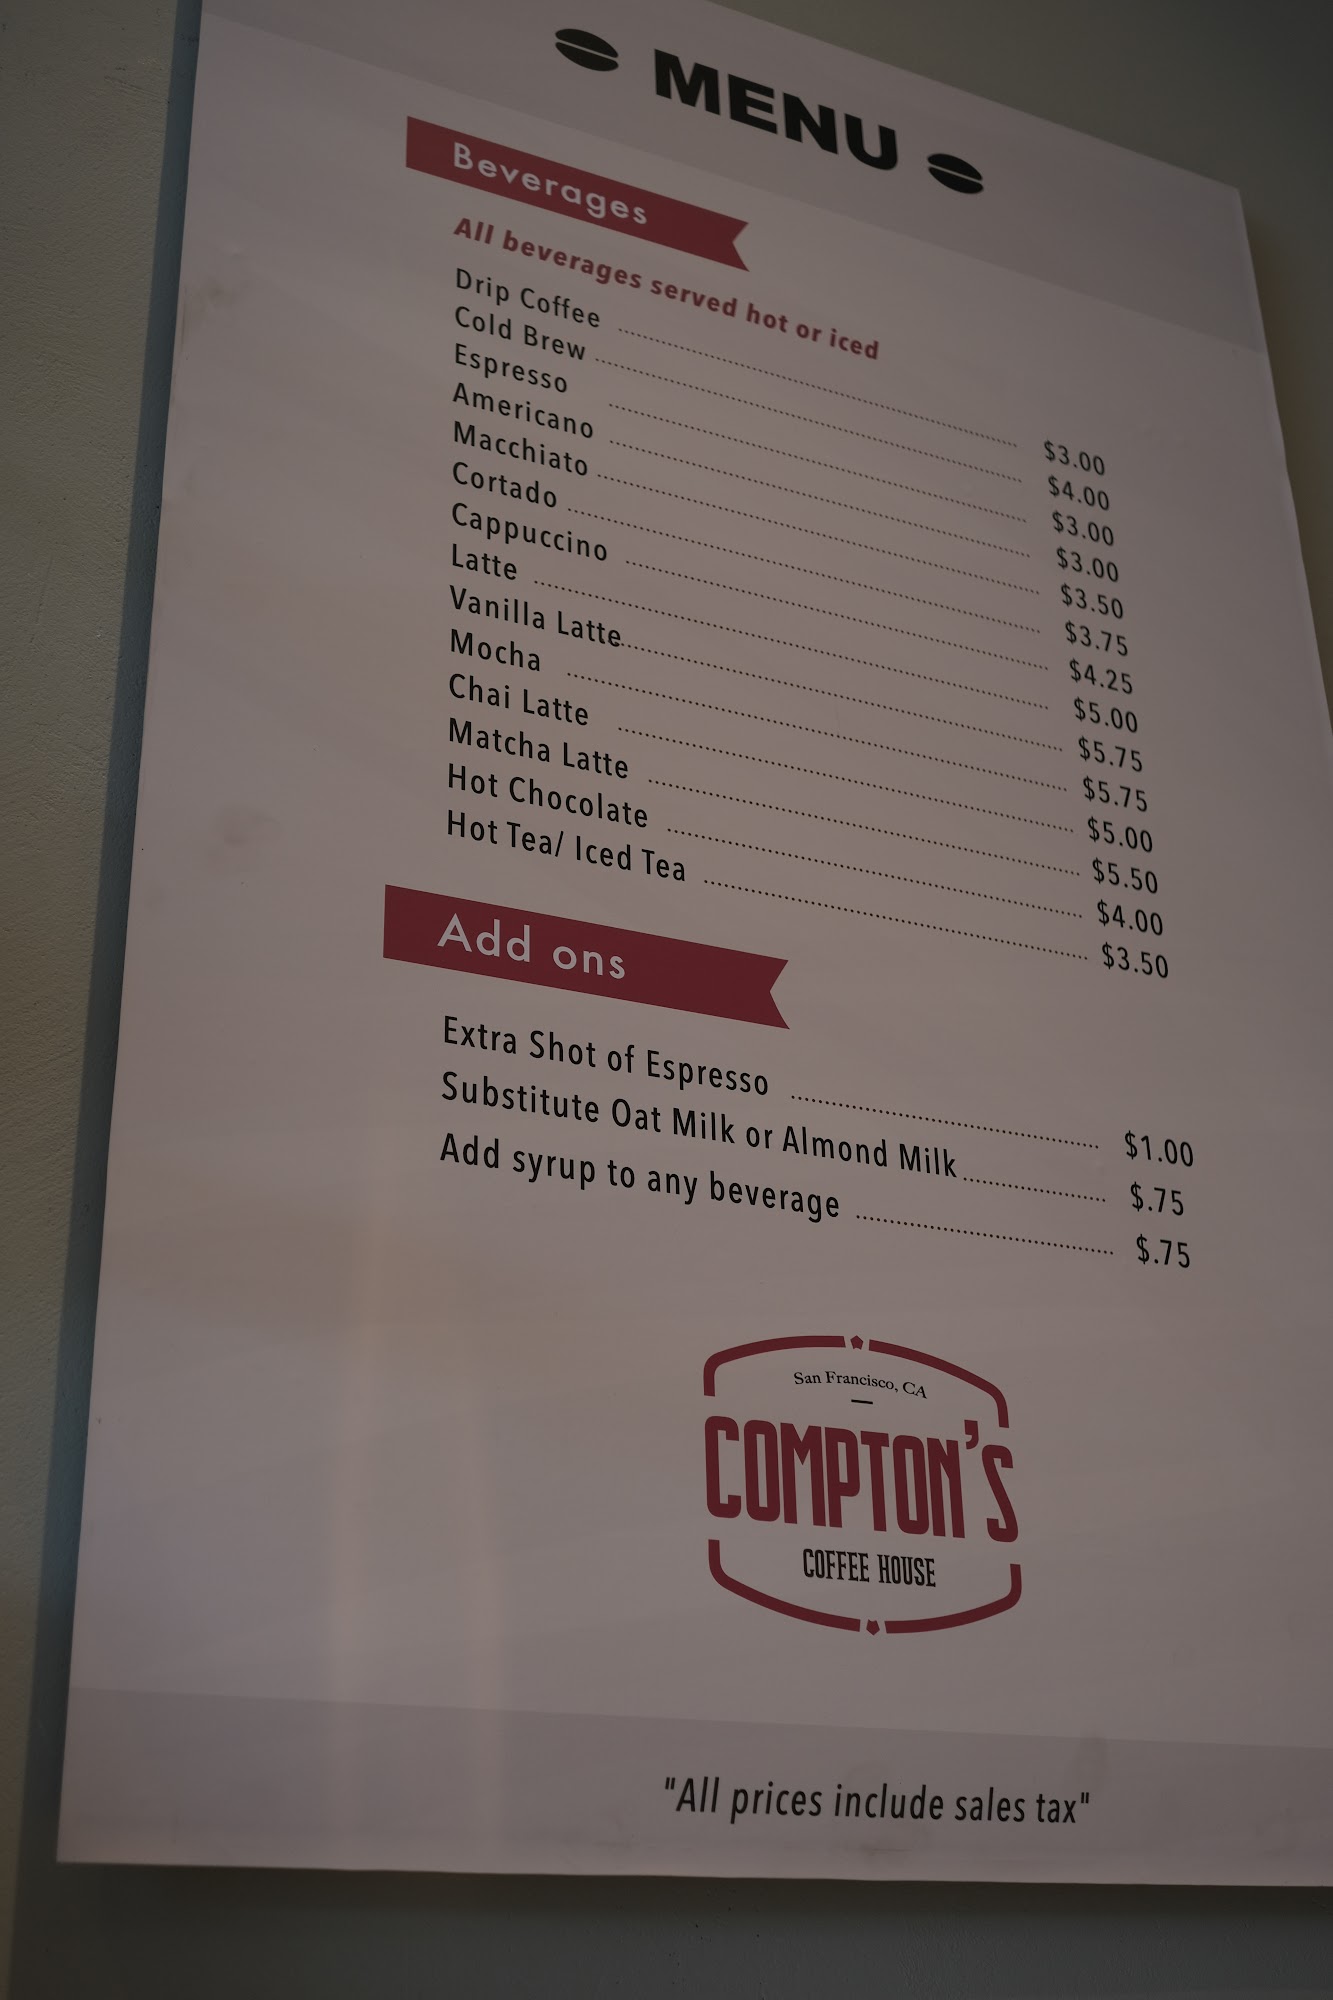 MENU
Beverages
All beverages served hot or iced
Drip Coffee $3.00
Cold Brew $4.00
Espresso $3.00
Americano $3.00
Macchiato $3.50
Cortado $3.75
Cappuccino $4.25
Latte $5.00
Vanilla Latte $5.75
Mocha $5.75
Chai Latte $5.00
Matcha Latte $5.50
Hot Chocolate $4.00
Hot Tea/ Iced Tea $3.50
Add ons
Extra Shot of Espresso $1.00
Substitute Oat Milk or Almond Milk $.75
Add syrup to any beverage $.75
San Francisco, CA
COMPTON'S
COFFEE HOUSE
"All prices include sales tax"